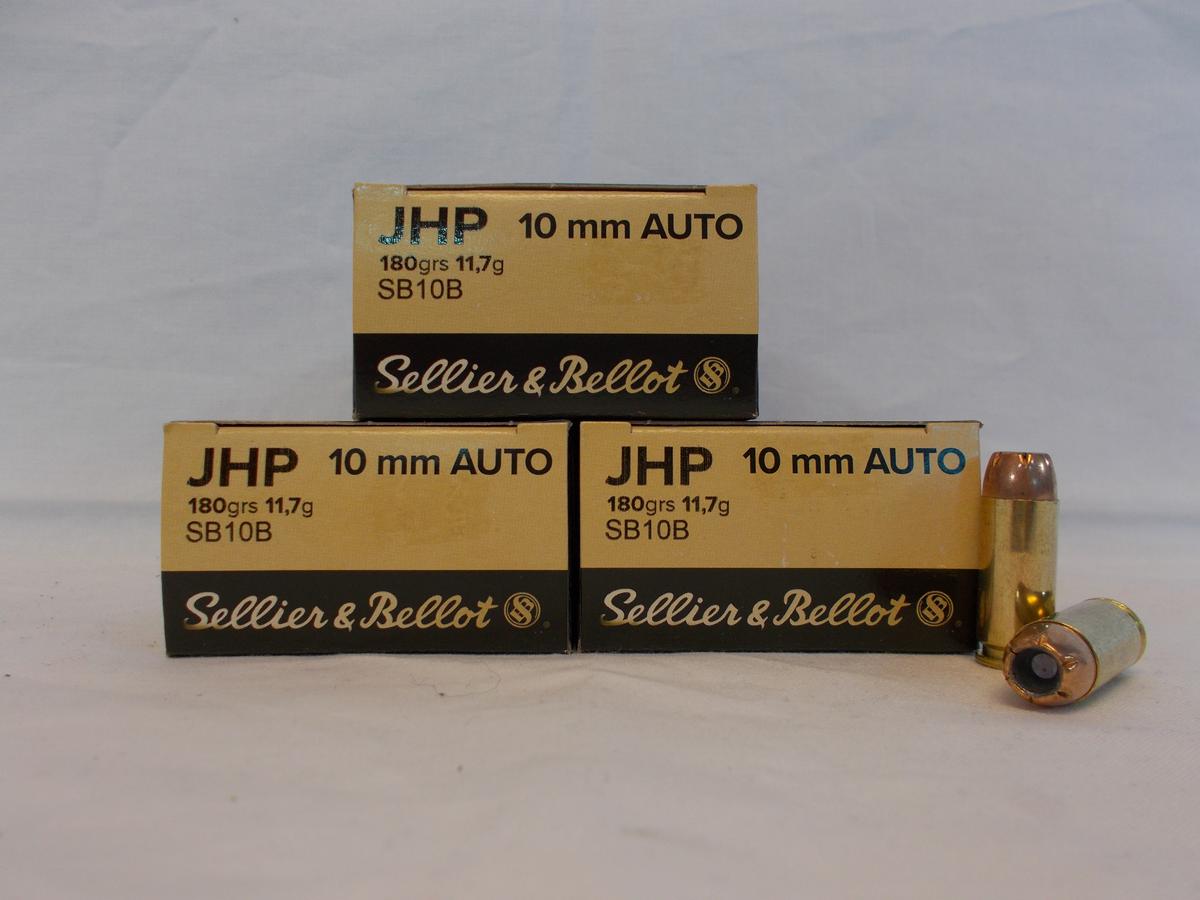 JHP 10 mm AUTO
180grs 11,7g
SB10B
Sellier & Bellot
JHP 10 mm AUTO
180grs 11,7g
SB10B
Sellier & Bellot
JHP 10 mm AUTO
180grs 11,7g
SB10B
Sellier & Bellot